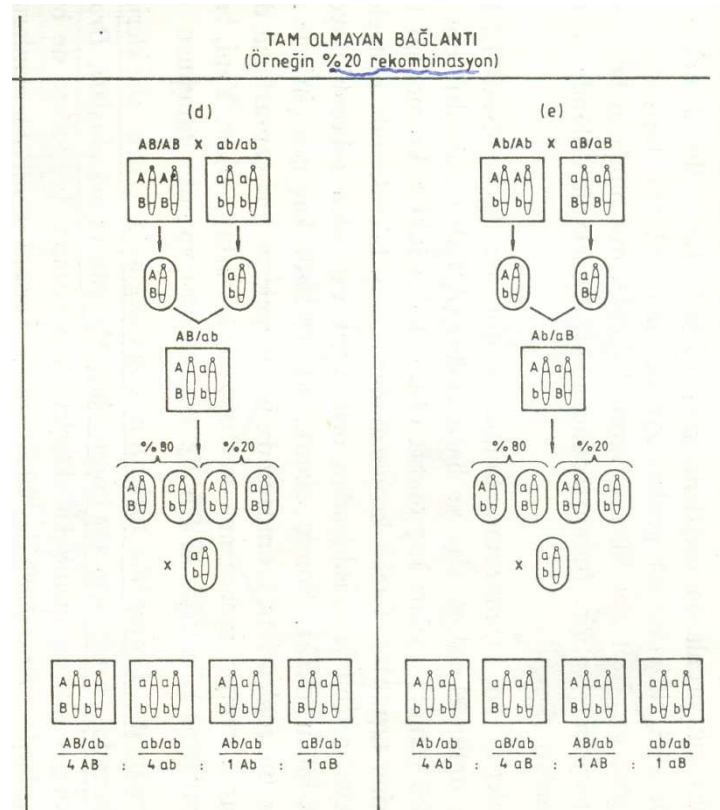 TAM OLMAYAN BAĞLANTI
(Örneğin %20 rekombinasyon)
(d)
AB/AB X ab/ab
A A a a
B B b b
A a
B b
AB/ab
A a
B b
%80 %20
A a A a
B b b B
x a
b
A a a a A a a a
B b b b b b B b
AB/ab ab/ab Ab/ab aB/ab
4 AB : 4 ab : 1 Ab : 1 aB
(e)
Ab/Ab X aB/aB
A A a a
b b B B
A a
b B
Ab/aB
A a
b B
%80 %20
A a A a
b B B b
x a
b
A a a a A a a a
b b B b B b b b
Ab/ab aB/ab AB/ab ab/ab
4 Ab : 4 aB : 1 AB : 1 aB